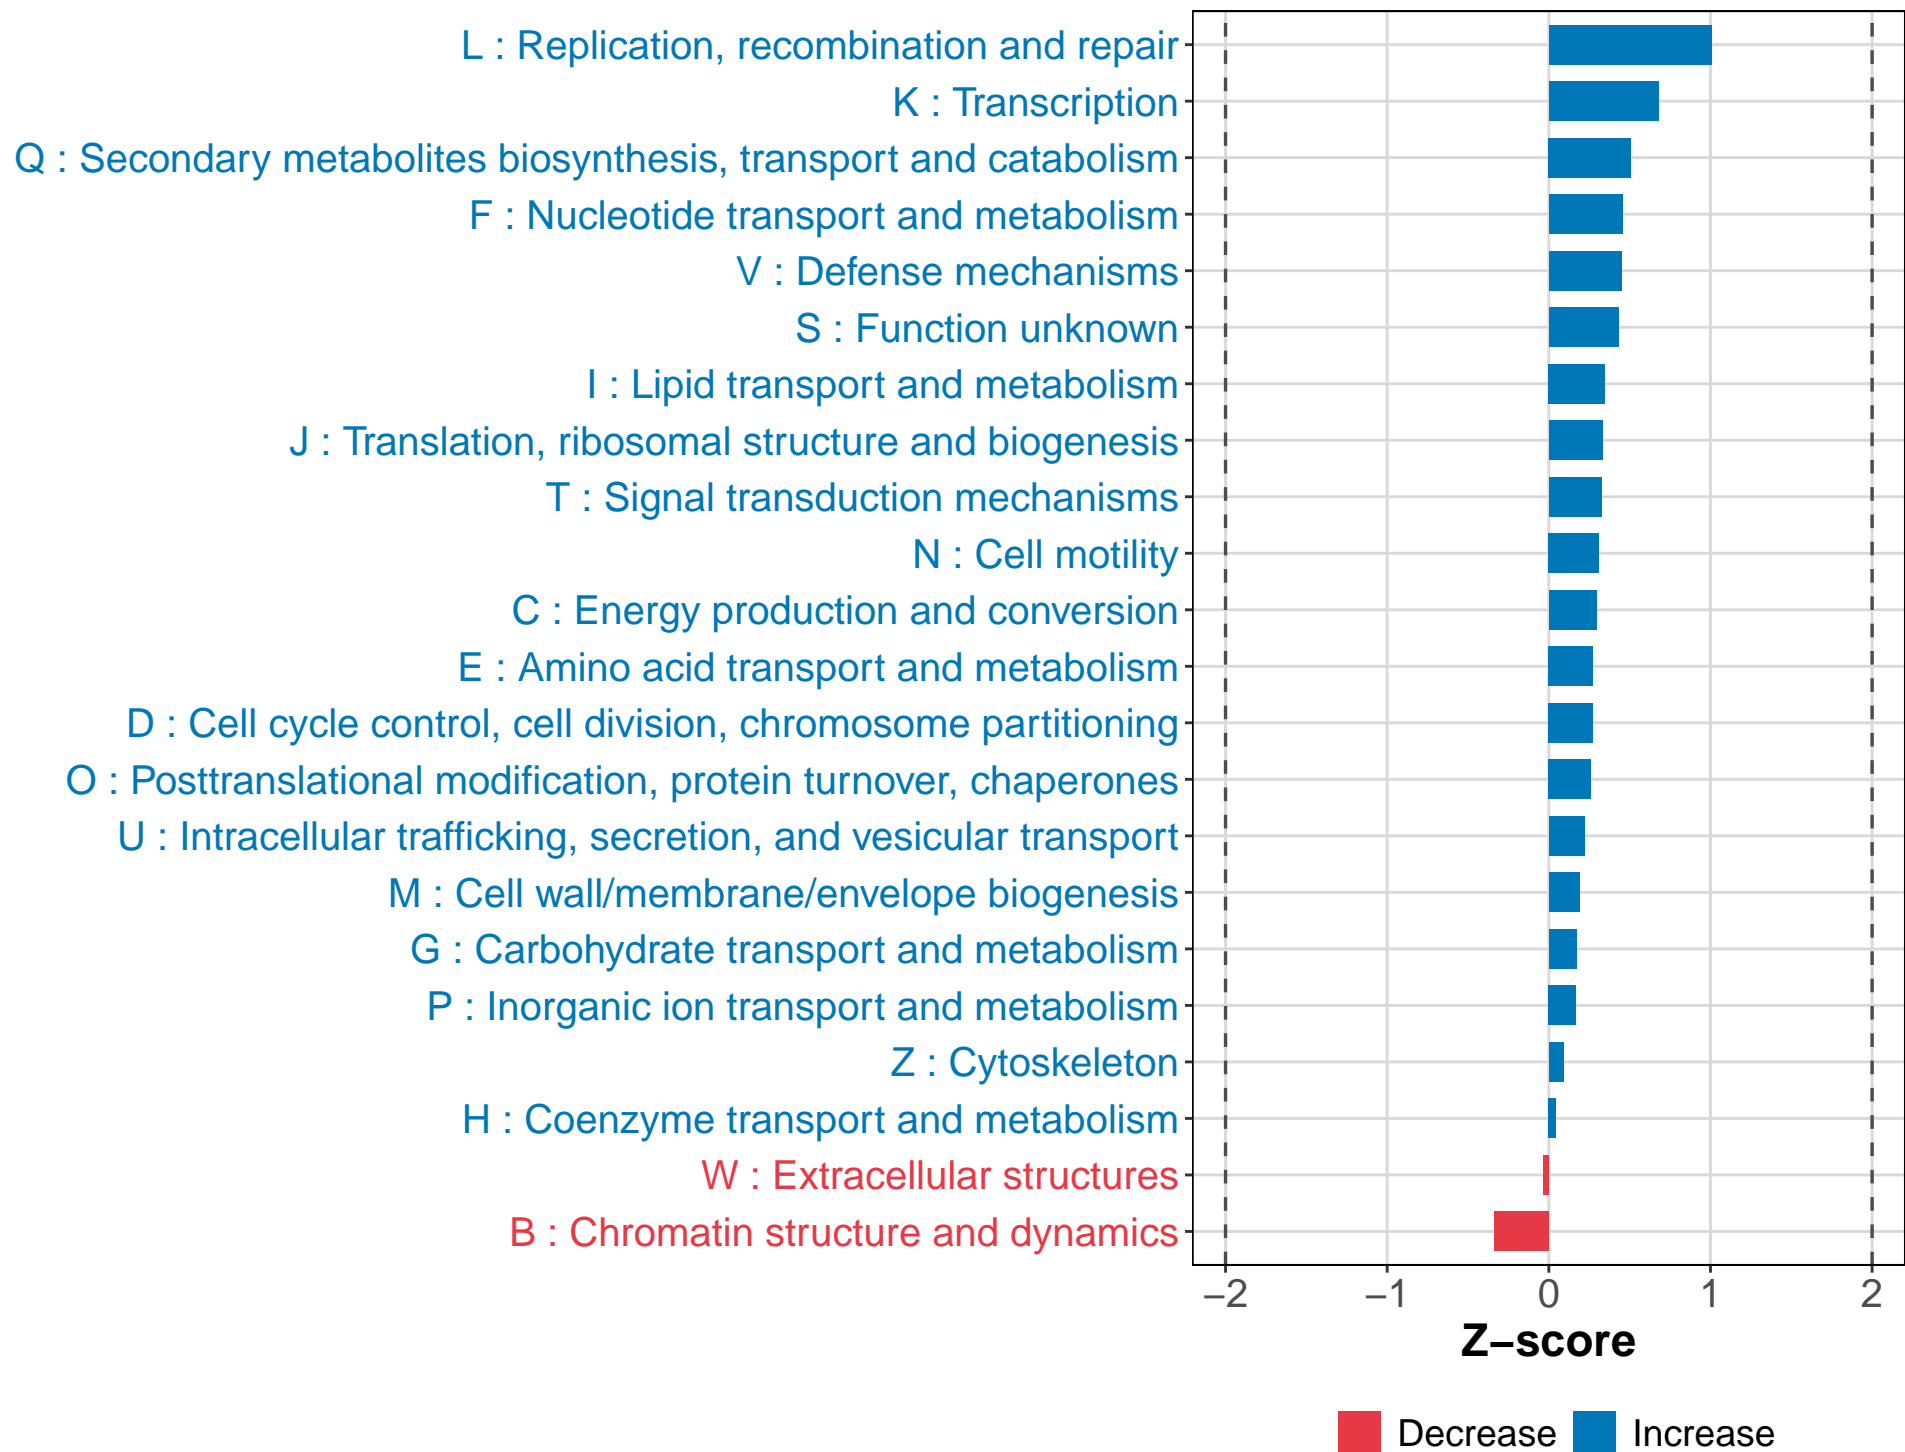 L : Replication, recombination and repair
K : Transcription
Q : Secondary metabolites biosynthesis, transport and catabolism
F : Nucleotide transport and metabolism
V : Defense mechanisms
S : Function unknown
I : Lipid transport and metabolism
J : Translation, ribosomal structure and biogenesis
T : Signal transduction mechanisms
N : Cell motility
C : Energy production and conversion
E : Amino acid transport and metabolism
D : Cell cycle control, cell division, chromosome partitioning
O : Posttranslational modification, protein turnover, chaperones
U : Intracellular trafficking, secretion, and vesicular transport
M : Cell wall/membrane/envelope biogenesis
G : Carbohydrate transport and metabolism
P : Inorganic ion transport and metabolism
Z : Cytoskeleton
H : Coenzyme transport and metabolism
W : Extracellular structures
B : Chromatin structure and dynamics
−2 −1 0 1 2
Z−score
Decrease Increase